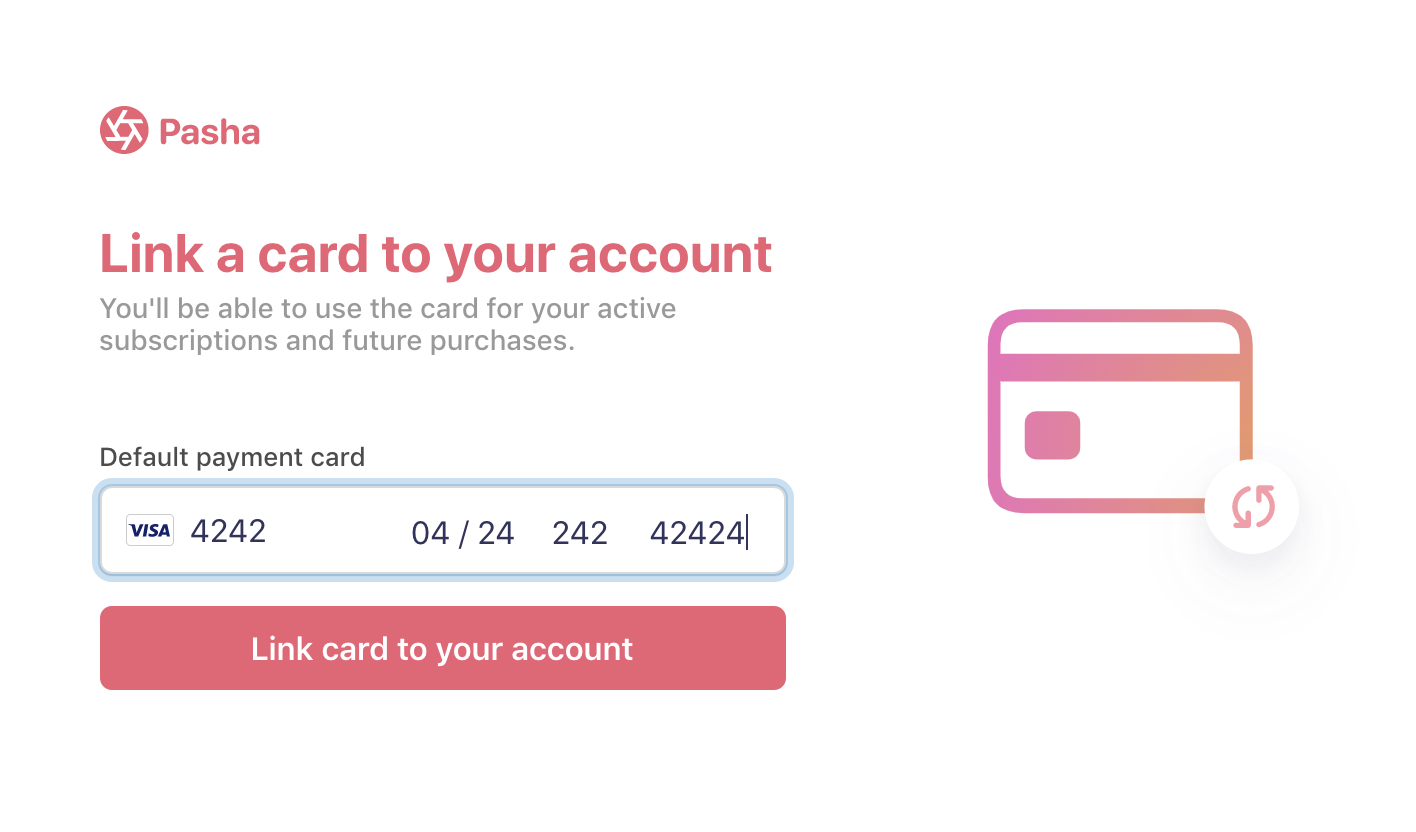 Pasha
Link a card to your account
You'll be able to use the card for your active
subscriptions and future purchases.
Default payment card
VISA 4242 04 / 24 242 42424
Link card to your account